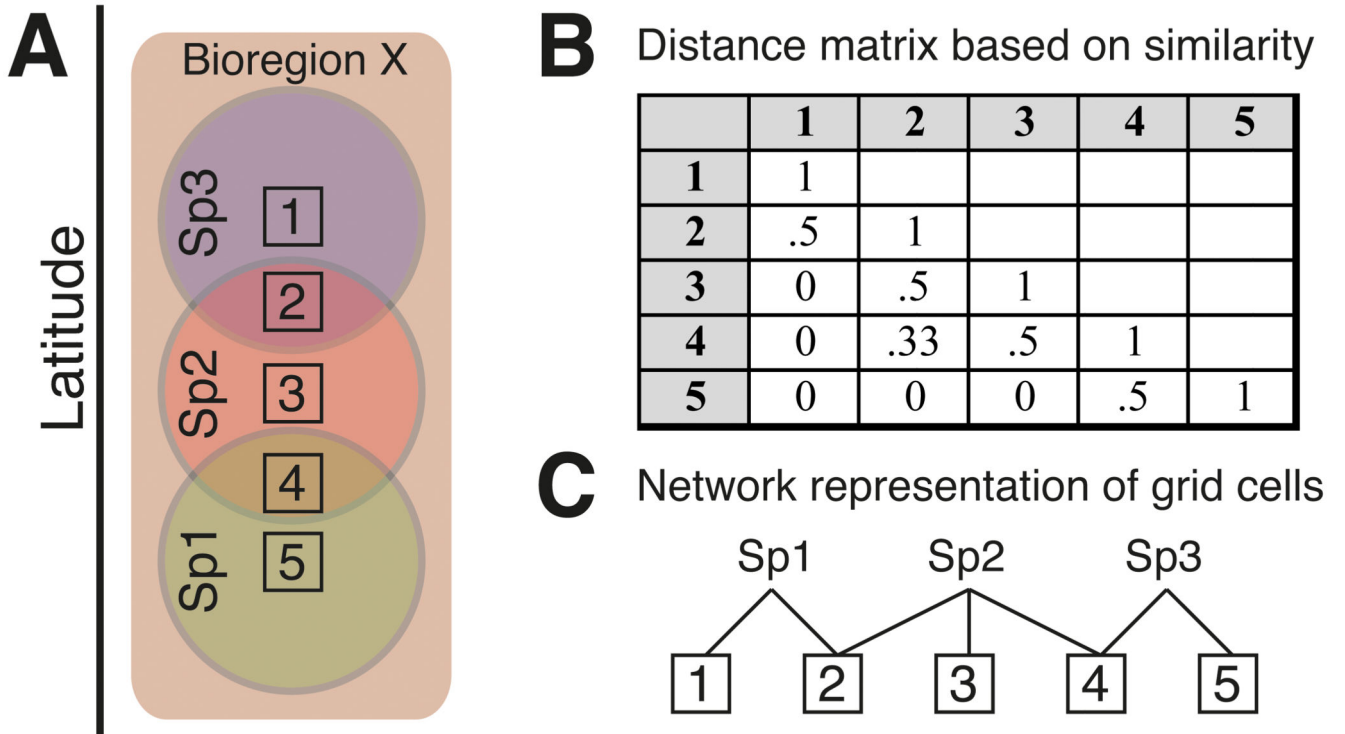 A
Latitude
Bioregion X
Sp3
1
2
Sp2
3
4
Sp1
5
B Distance matrix based on similarity
1 2 3 4 5
1 1
2 .5 1
3 0 .5 1
4 0 .33 .5 1
5 0 0 0 .5 1
C Network representation of grid cells
Sp1 Sp2 Sp3
1 2 3 4 5